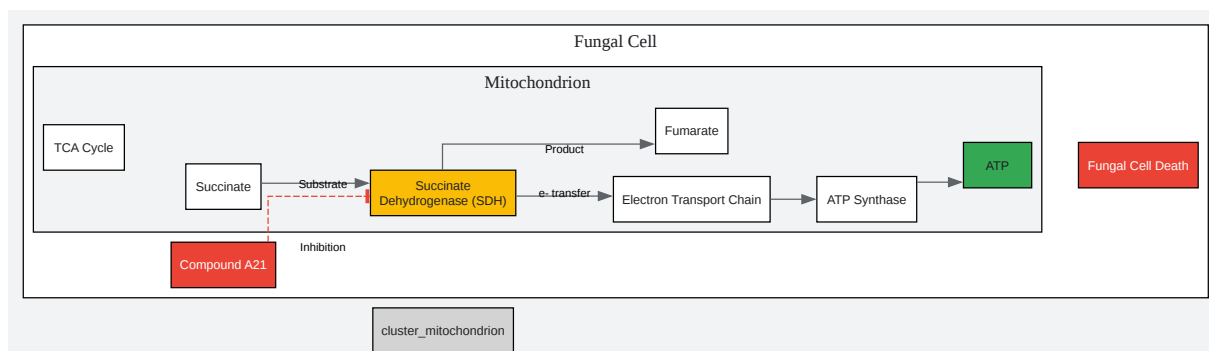 Fungal Cell
Mitochondrion
TCA Cycle
Fumarate
Product
ATP
Fungal Cell Death
Succinate
Substrate
Succinate
Dehydrogenase (SDH)
e- transfer
Electron Transport Chain
ATP Synthase
Inhibition
Compound A21
cluster_mitochondrion